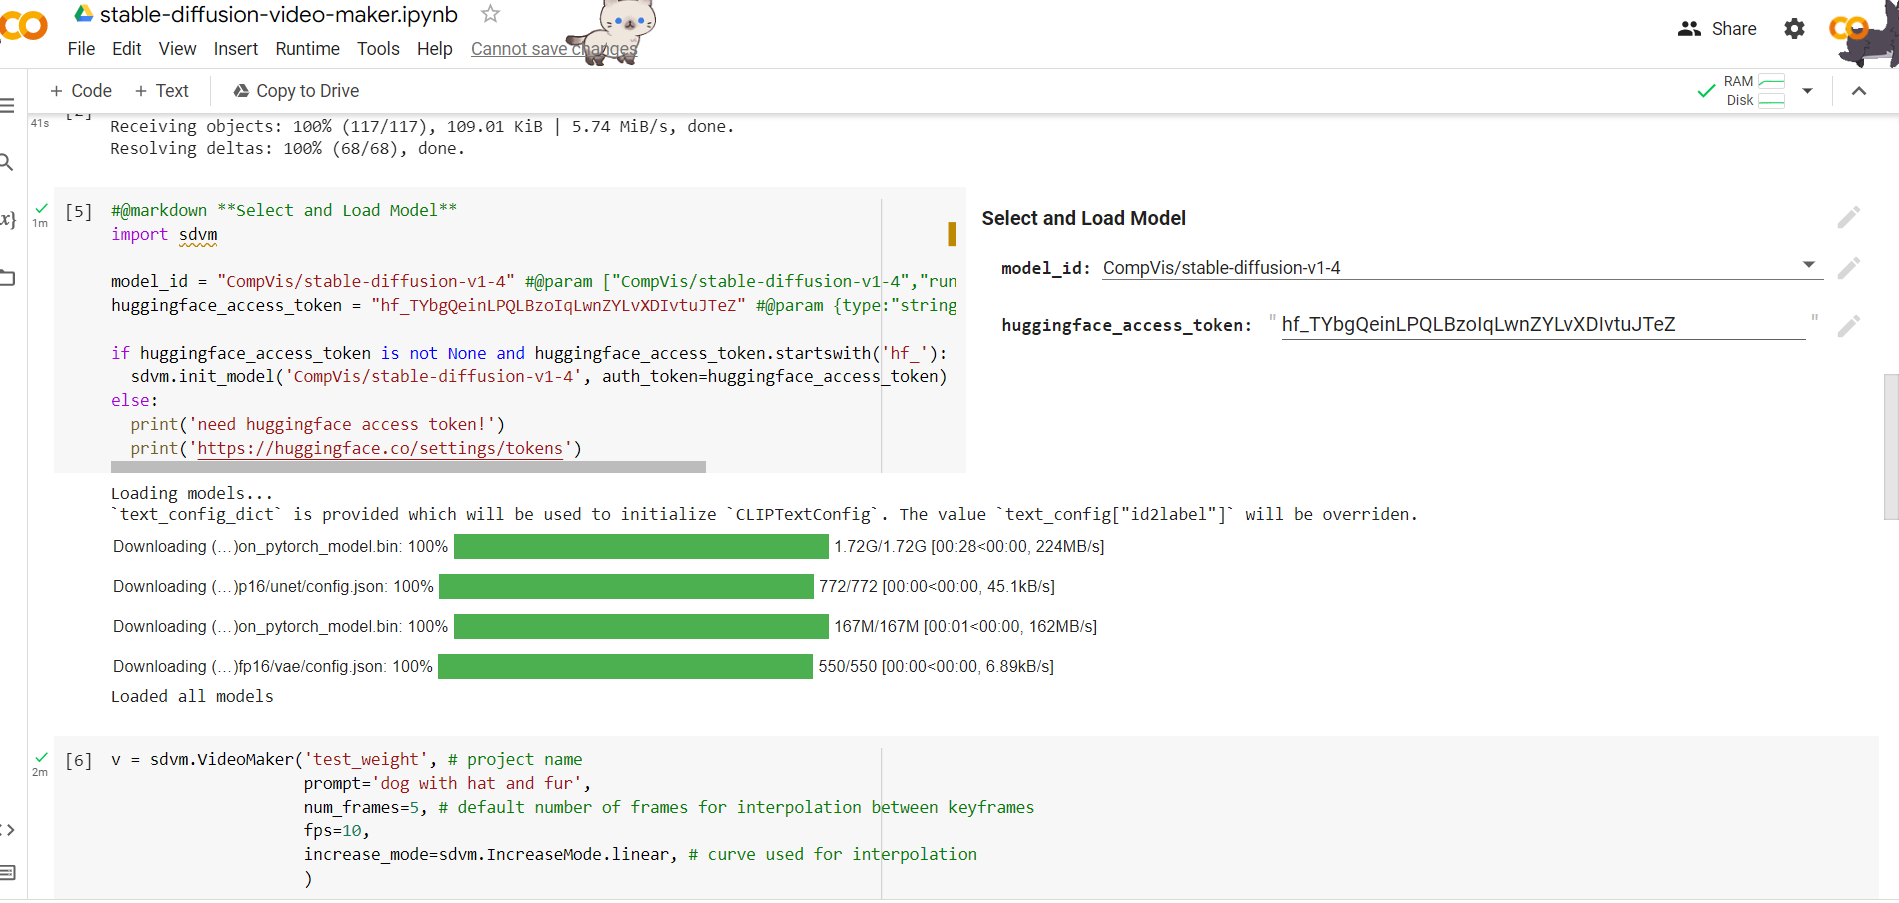 stable-diffusion-video-maker.ipynb
File Edit View Insert Runtime Tools Help Cannot save changes
Share
+ Code + Text Copy to Drive
RAM
Disk
41s
Receiving objects: 100% (117/117), 109.01 KiB | 5.74 MiB/s, done.
Resolving deltas: 100% (68/68), done.
1m
[5] #@markdown **Select and Load Model**
import sdvm
model_id = "CompVis/stable-diffusion-v1-4" #@param ["CompVis/stable-diffusion-v1-4","run
huggingface_access_token = "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" #@param {type:"string
if huggingface_access_token is not None and huggingface_access_token.startswith('hf_'):
sdvm.init_model('CompVis/stable-diffusion-v1-4', auth_token=huggingface_access_token)
else:
print('need huggingface access token!')
print('https://huggingface.co/settings/tokens')
Select and Load Model
model_id: CompVis/stable-diffusion-v1-4
huggingface_access_token: " 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 "
Loading models...
`text_config_dict` is provided which will be used to initialize `CLIPTextConfig`. The value `text_config["id2label"]` will be overriden.
Downloading (…)on_pytorch_model.bin: 100% 1.72G/1.72G [00:28<00:00, 224MB/s]
Downloading (…)p16/unet/config.json: 100% 772/772 [00:00<00:00, 45.1kB/s]
Downloading (…)on_pytorch_model.bin: 100% 167M/167M [00:01<00:00, 162MB/s]
Downloading (…)fp16/vae/config.json: 100% 550/550 [00:00<00:00, 6.89kB/s]
Loaded all models
2m
[6] v = sdvm.VideoMaker('test_weight', # project name
prompt='dog with hat and fur',
num_frames=5, # default number of frames for interpolation between keyframes
fps=10,
increase_mode=sdvm.IncreaseMode.linear, # curve used for interpolation
)